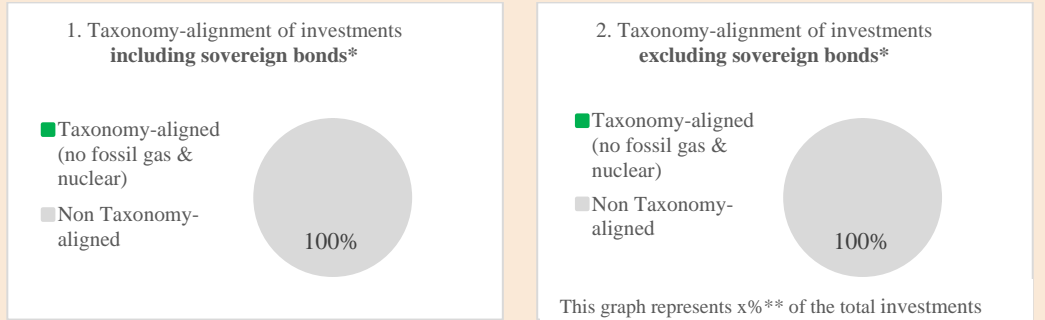 1. Taxonomy-alignment of investments
including sovereign bonds*
Taxonomy-aligned
(no fossil gas &
nuclear)
Non Taxonomy-
aligned
100%
2. Taxonomy-alignment of investments
excluding sovereign bonds*
Taxonomy-aligned
(no fossil gas &
nuclear)
Non Taxonomy-
aligned
100%
This graph represents x%** of the total investments